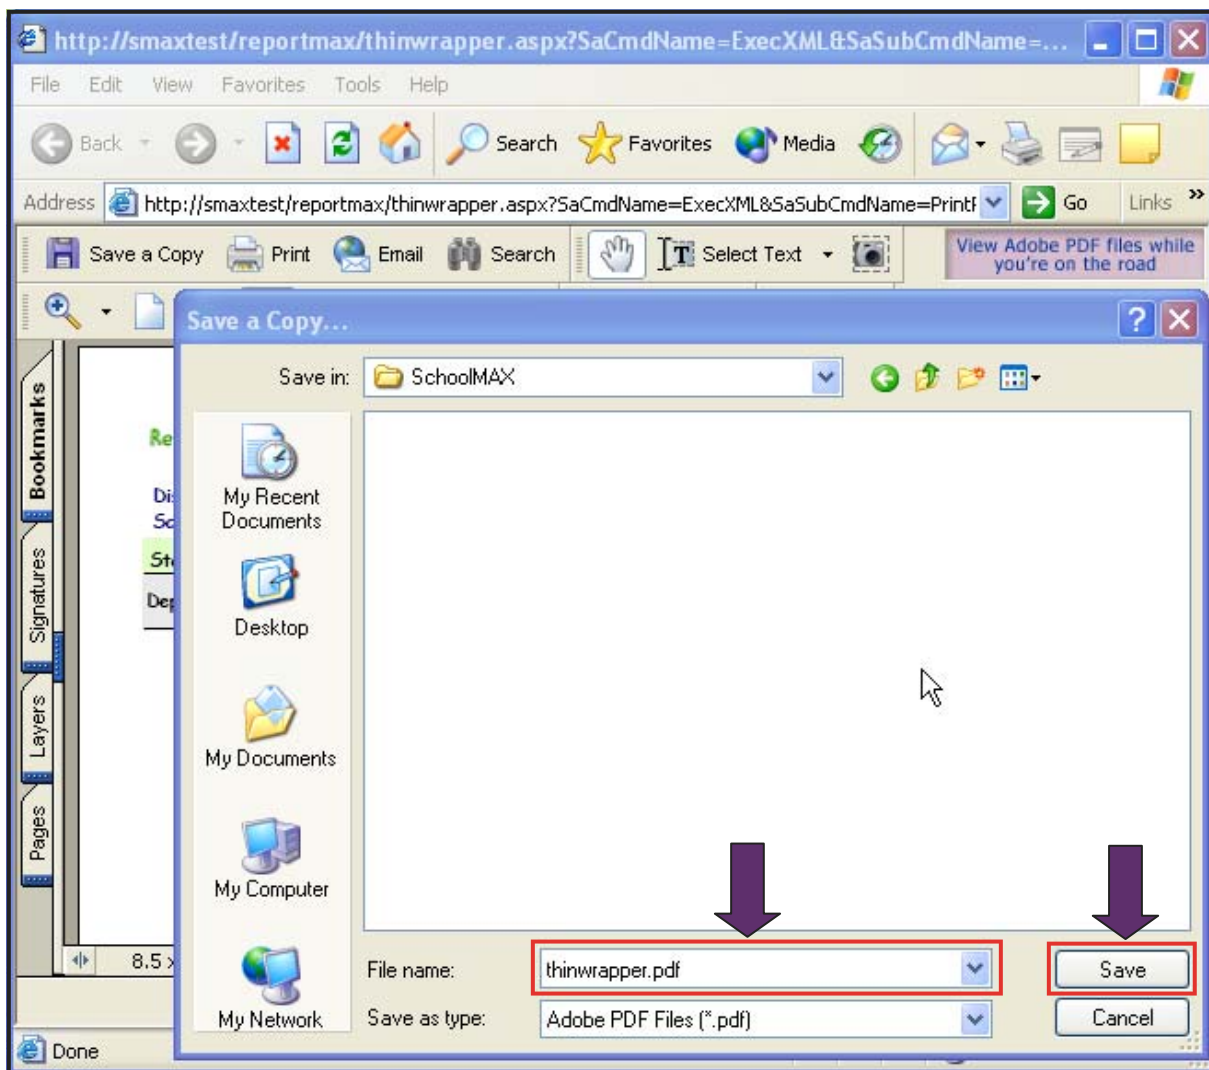 http://smaxtest/reportmax/thinwrapper.aspx?SaCmdName=ExecXML&SaSubCmdName=...
File Edit View Favorites Tools Help
Back Search Favorites Media
Address http://smaxtest/reportmax/thinwrapper.aspx?SaCmdName=ExecXML&SaSubCmdName=Print Go Links »
Save a Copy Print Email Search Select Text View Adobe PDF files while
you're on the road
Save a Copy...
Save in: SchoolMAX
Bookmarks
Signatures
Layers
Pages
My Recent
Documents
Desktop
My Documents
My Computer
My Network
8.5 x
File name: thinwrapper.pdf Save
Save as type: Adobe PDF Files (*.pdf) Cancel
Done